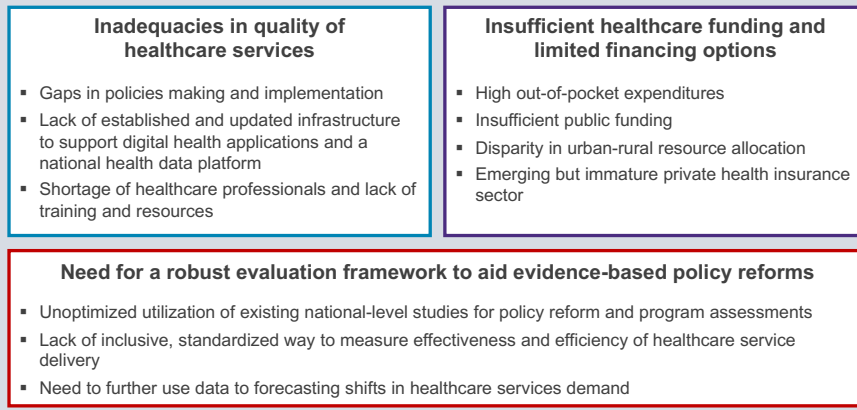 Inadequacies in quality of
healthcare services
▪ Gaps in policies making and implementation
▪ Lack of established and updated infrastructure
to support digital health applications and a
national health data platform
▪ Shortage of healthcare professionals and lack of
training and resources
Insufficient healthcare funding and
limited financing options
▪ High out-of-pocket expenditures
▪ Insufficient public funding
▪ Disparity in urban-rural resource allocation
▪ Emerging but immature private health insurance
sector
Need for a robust evaluation framework to aid evidence-based policy reforms
▪ Unoptimized utilization of existing national-level studies for policy reform and program assessments
▪ Lack of inclusive, standardized way to measure effectiveness and efficiency of healthcare service
delivery
▪ Need to further use data to forecasting shifts in healthcare services demand